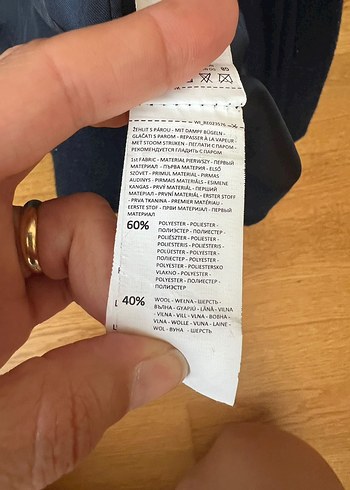 ŽEHLIT S PÁROU - MIT DAMPF BÜGELN -
GLAČATI S PAROM - REPASSER À LA VAPEUR
MET STOOM STRIJKEN - ПЕГЛАТИ С ПАРОМ -
РЕКОМЕНДУЕТСЯ ГЛАДИТЬ С ПАРОМ
1st FABRIC - MATERIAŁ PIERWSZY - ПЕРВЫЙ
МАТЕРИАЛ - ПЪРВА МАТЕРИЯ - ELSŐ
SZÖVET - PRIMUL MATERIAL - PIRMAS
AUDINYS - PIRMAIS MATERIĀLS - ESIMENE
KANGAS - PRVÝ MATERIÁL - ПЕРШИЙ
МАТЕРІАЛ - PRVNÍ MATERIÁL - ERSTER STOFF
- PRVA TKANINA - PREMIER MATÉRIAU -
EERSTE STOF - ПРВИ МАТЕРИЈАЛ - ПЕРВЫЙ
МАТЕРИАЛ
60% POLYESTER - POLIESTER -
ПОЛИЭСТЕР - ПОЛИЕСТЕР -
POLIÉSZTER - POLIESTER -
POLIESTERIS - POLIESTERIS -
POLÜESTER - POLYESTER -
ПОЛІЕСТЕР - POLYESTER -
POLYESTER - POLIESTERSKO
VLAKNO - POLYESTER -
POLYESTER - ПОЛИЕСТЕР -
ПОЛИЭСТЕР
40% WOOL - WEŁNA - ШЕРСТЬ -
ВЪЛНА - GYAPJÚ - LÂNĂ - VILNA
- VILNA - VILL - VLNA - ВОВНА -
VLNA - WOLLE - VUNA - LAINE -
WOL - ВУНА - ШЕРСТЬ